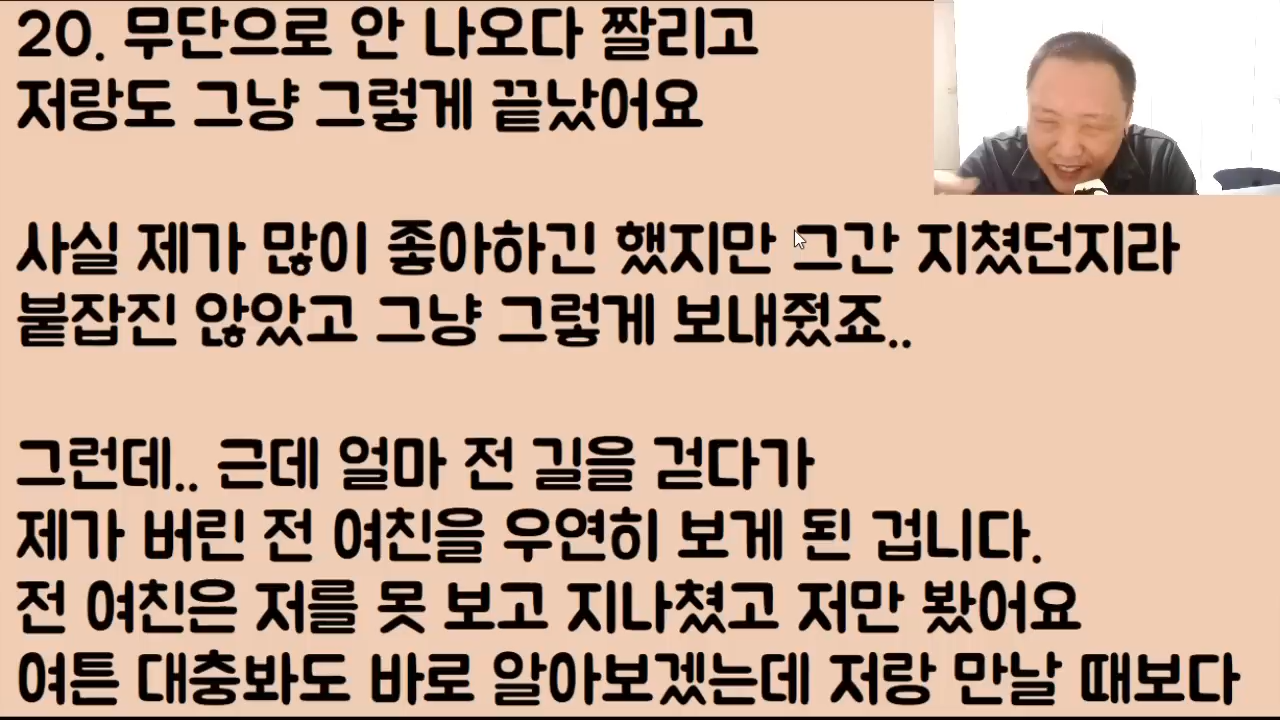 20. 무단으로 안 나오다 짤리고
저랑도 그냥 그렇게 끝났어요
사실 제가 많이 좋아하긴 했지만 그간 지쳤던지라
붙잡진 않았고 그냥 그렇게 보내줬죠..
그런데.. 근데 얼마 전 길을 걷다가
제가 버린 전 여친을 우연히 보게 된 겁니다.
전 여친은 저를 못 보고 지나쳤고 저만 봤어요
여튼 대충봐도 바로 알아보겠는데 저랑 만날 때보다